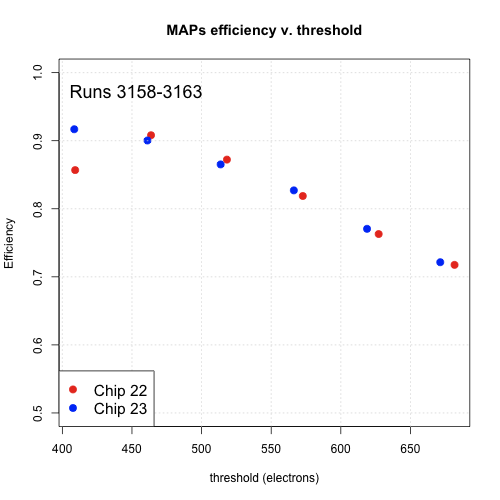 MAPs efficiency v. threshold
Runs 3158-3163
Efficiency
1.0
0.9
0.8
0.7
0.6
0.5
Chip 22
Chip 23
400 450 500 550 600 650
threshold (electrons)